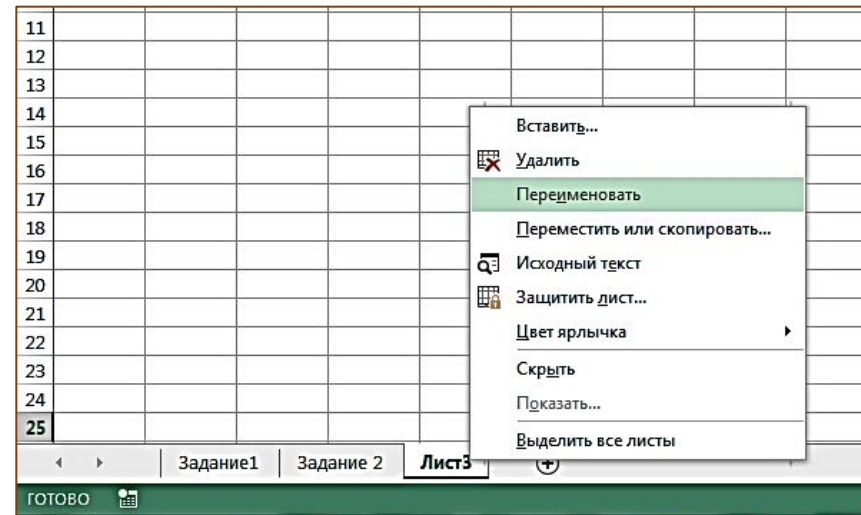 11
12
13
14
15
16
17
18
19
20
21
22
23
24
25
Вставить...
Удалить
Переименовать
Переместить или скопировать...
Исходный текст
Защитить лист...
Цвет ярлычка
Скрыть
Показать...
Выделить все листы
Задание1 Задание 2 Лист3
ГОТОВО